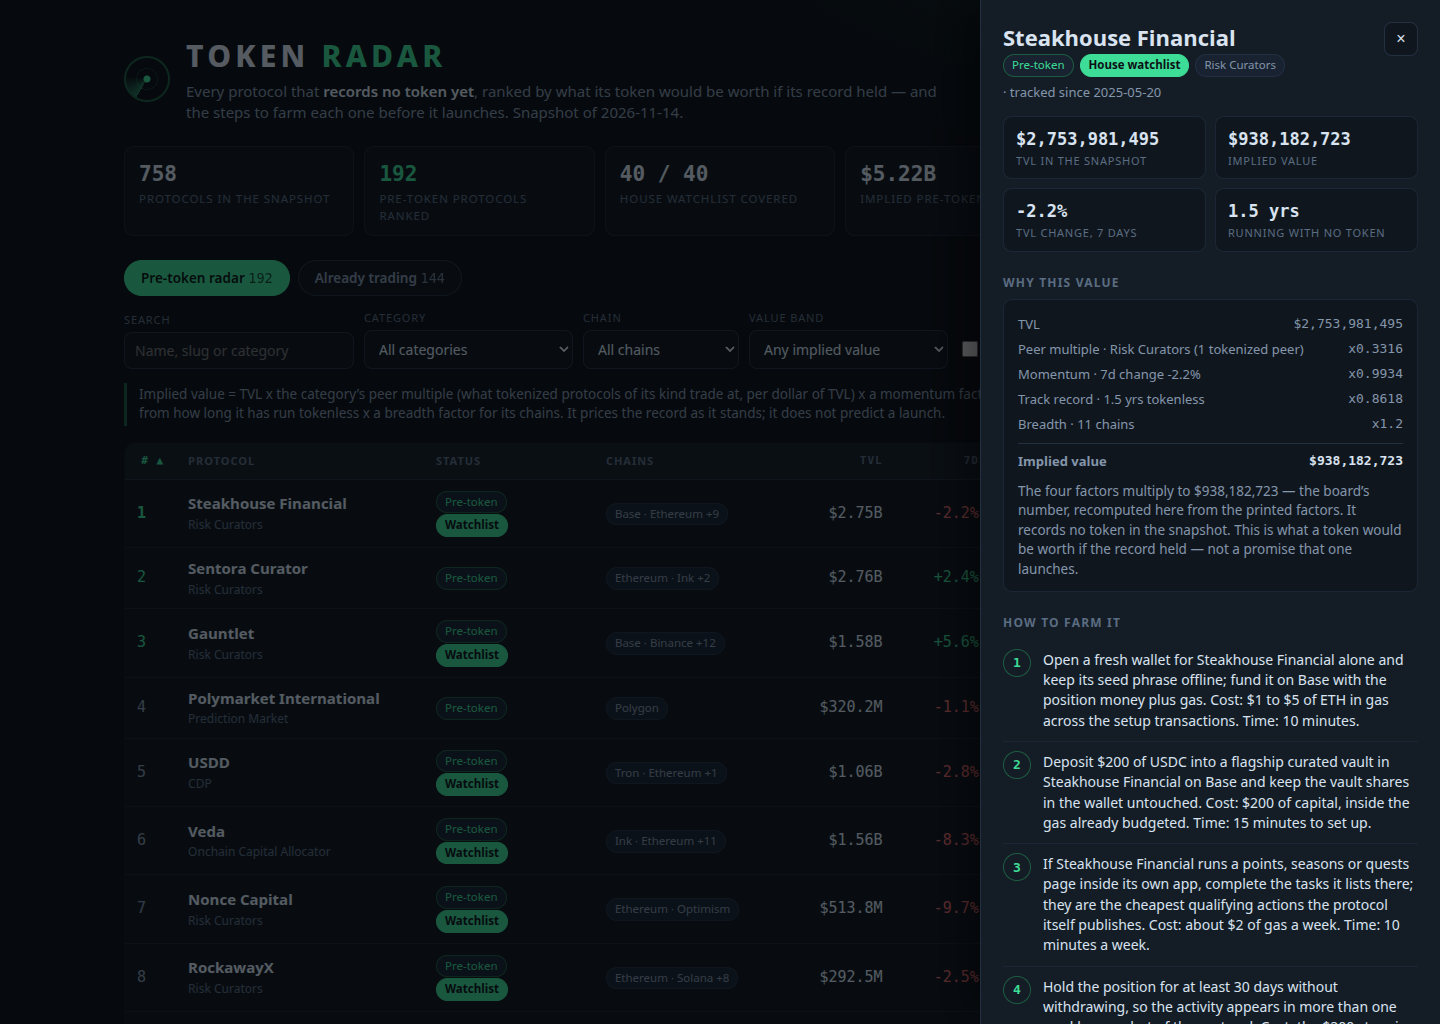 TOKEN RADAR
Every protocol that records no token yet, ranked by what its token would be worth if its record held — and
the steps to farm each one before it launches. Snapshot of 2026-11-14.
758
PROTOCOLS IN THE SNAPSHOT
192
PRE-TOKEN PROTOCOLS
RANKED
40 / 40
HOUSE WATCHLIST COVERED
$5.22B
IMPLIED PRE-TOKEN
Pre-token radar 192
Already trading 144
SEARCH
CATEGORY
CHAIN
VALUE BAND
Name, slug or category
All categories
All chains
Any implied value
Implied value = TVL x the category's peer multiple (what tokenized protocols of its kind trade at, per dollar of TVL) x a momentum fact
from how long it has run tokenless x a breadth factor for its chains. It prices the record as it stands; it does not predict a launch.
# ▲ PROTOCOL STATUS CHAINS TVL 7D
1
Steakhouse Financial
Risk Curators
Pre-token
Watchlist
Base · Ethereum +9
$2.75B
-2.2%
2
Sentora Curator
Risk Curators
Pre-token
Ethereum · Ink +2
$2.76B
+2.4%
3
Gauntlet
Risk Curators
Pre-token
Watchlist
Base · Binance +12
$1.58B
+5.6%
4
Polymarket International
Prediction Market
Pre-token
Polygon
$320.2M
-1.1%
5
USDD
CDP
Pre-token
Watchlist
Tron · Ethereum +1
$1.06B
-2.8%
6
Veda
Onchain Capital Allocator
Pre-token
Watchlist
Ink · Ethereum +11
$1.56B
-8.3%
7
Nonce Capital
Risk Curators
Pre-token
Watchlist
Ethereum · Optimism
$513.8M
-9.7%
8
RockawayX
Risk Curators
Pre-token
Watchlist
Ethereum · Solana +8
$292.5M
-2.5%
Steakhouse Financial
×
Pre-token
House watchlist
Risk Curators
· tracked since 2025-05-20
$2,753,981,495
TVL IN THE SNAPSHOT
$938,182,723
IMPLIED VALUE
-2.2%
TVL CHANGE, 7 DAYS
1.5 yrs
RUNNING WITH NO TOKEN
WHY THIS VALUE
TVL $2,753,981,495
Peer multiple · Risk Curators (1 tokenized peer) x0.3316
Momentum · 7d change -2.2% x0.9934
Track record · 1.5 yrs tokenless x0.8618
Breadth · 11 chains x1.2
Implied value $938,182,723
The four factors multiply to $938,182,723 — the board's
number, recomputed here from the printed factors. It
records no token in the snapshot. This is what a token would
be worth if the record held — not a promise that one
launches.
HOW TO FARM IT
1
Open a fresh wallet for Steakhouse Financial alone and
keep its seed phrase offline; fund it on Base with the
position money plus gas. Cost: $1 to $5 of ETH in gas
across the setup transactions. Time: 10 minutes.
2
Deposit $200 of USDC into a flagship curated vault in
Steakhouse Financial on Base and keep the vault shares
in the wallet untouched. Cost: $200 of capital, inside the
gas already budgeted. Time: 15 minutes to set up.
3
If Steakhouse Financial runs a points, seasons or quests
page inside its own app, complete the tasks it lists there;
they are the cheapest qualifying actions the protocol
itself publishes. Cost: about $2 of gas a week. Time: 10
minutes a week.
4
Hold the position for at least 30 days without
withdrawing, so the activity appears in more than one